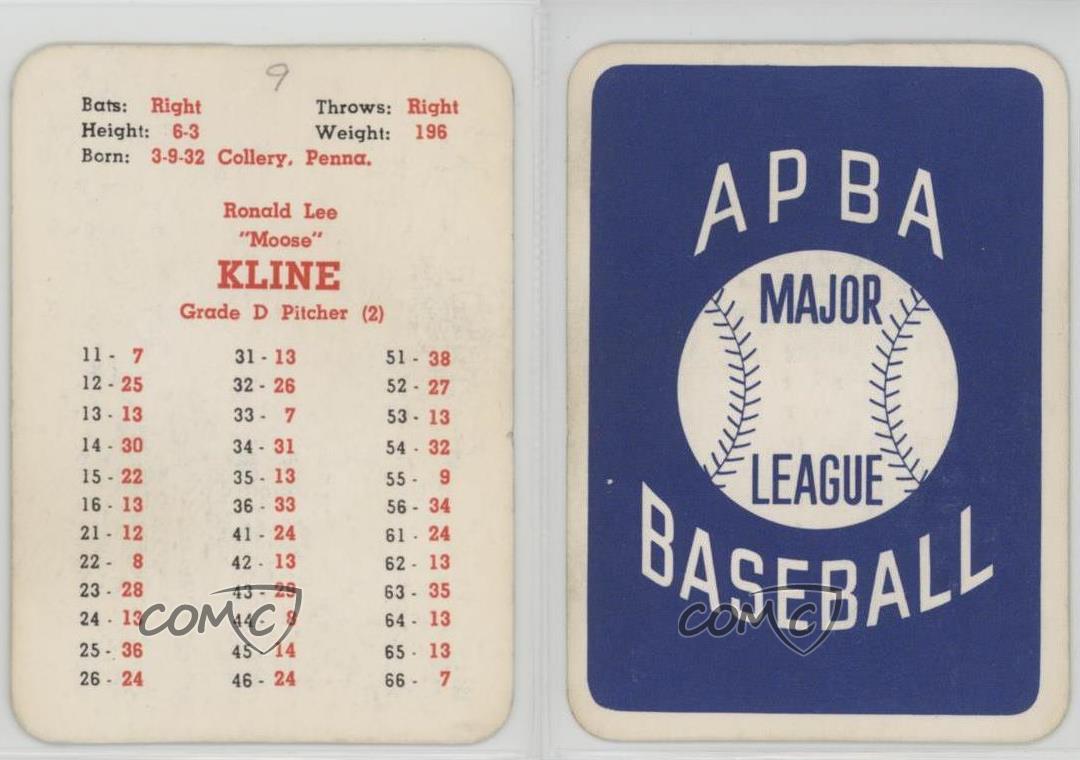 9
Bats: Right Throws: Right
Height: 6-3 Weight: 196
Born: 3-9-32 Collery, Penna.
Ronald Lee
"Moose"
KLINE
Grade D Pitcher (2)
11 - 7 31 - 13 51 - 38
12 - 25 32 - 26 52 - 27
13 - 13 33 - 7 53 - 13
14 - 30 34 - 31 54 - 32
15 - 22 35 - 13 55 - 9
16 - 13 36 - 33 56 - 34
21 - 12 41 - 24 61 - 24
22 - 8 42 - 13 62 - 13
23 - 28 43 - 29 63 - 35
24 - 13 44 - 8 64 - 13
25 - 36 45 - 14 65 - 13
26 - 24 46 - 24 66 - 7
COMC
APBA
MAJOR
LEAGUE
BASEBALL
COMC